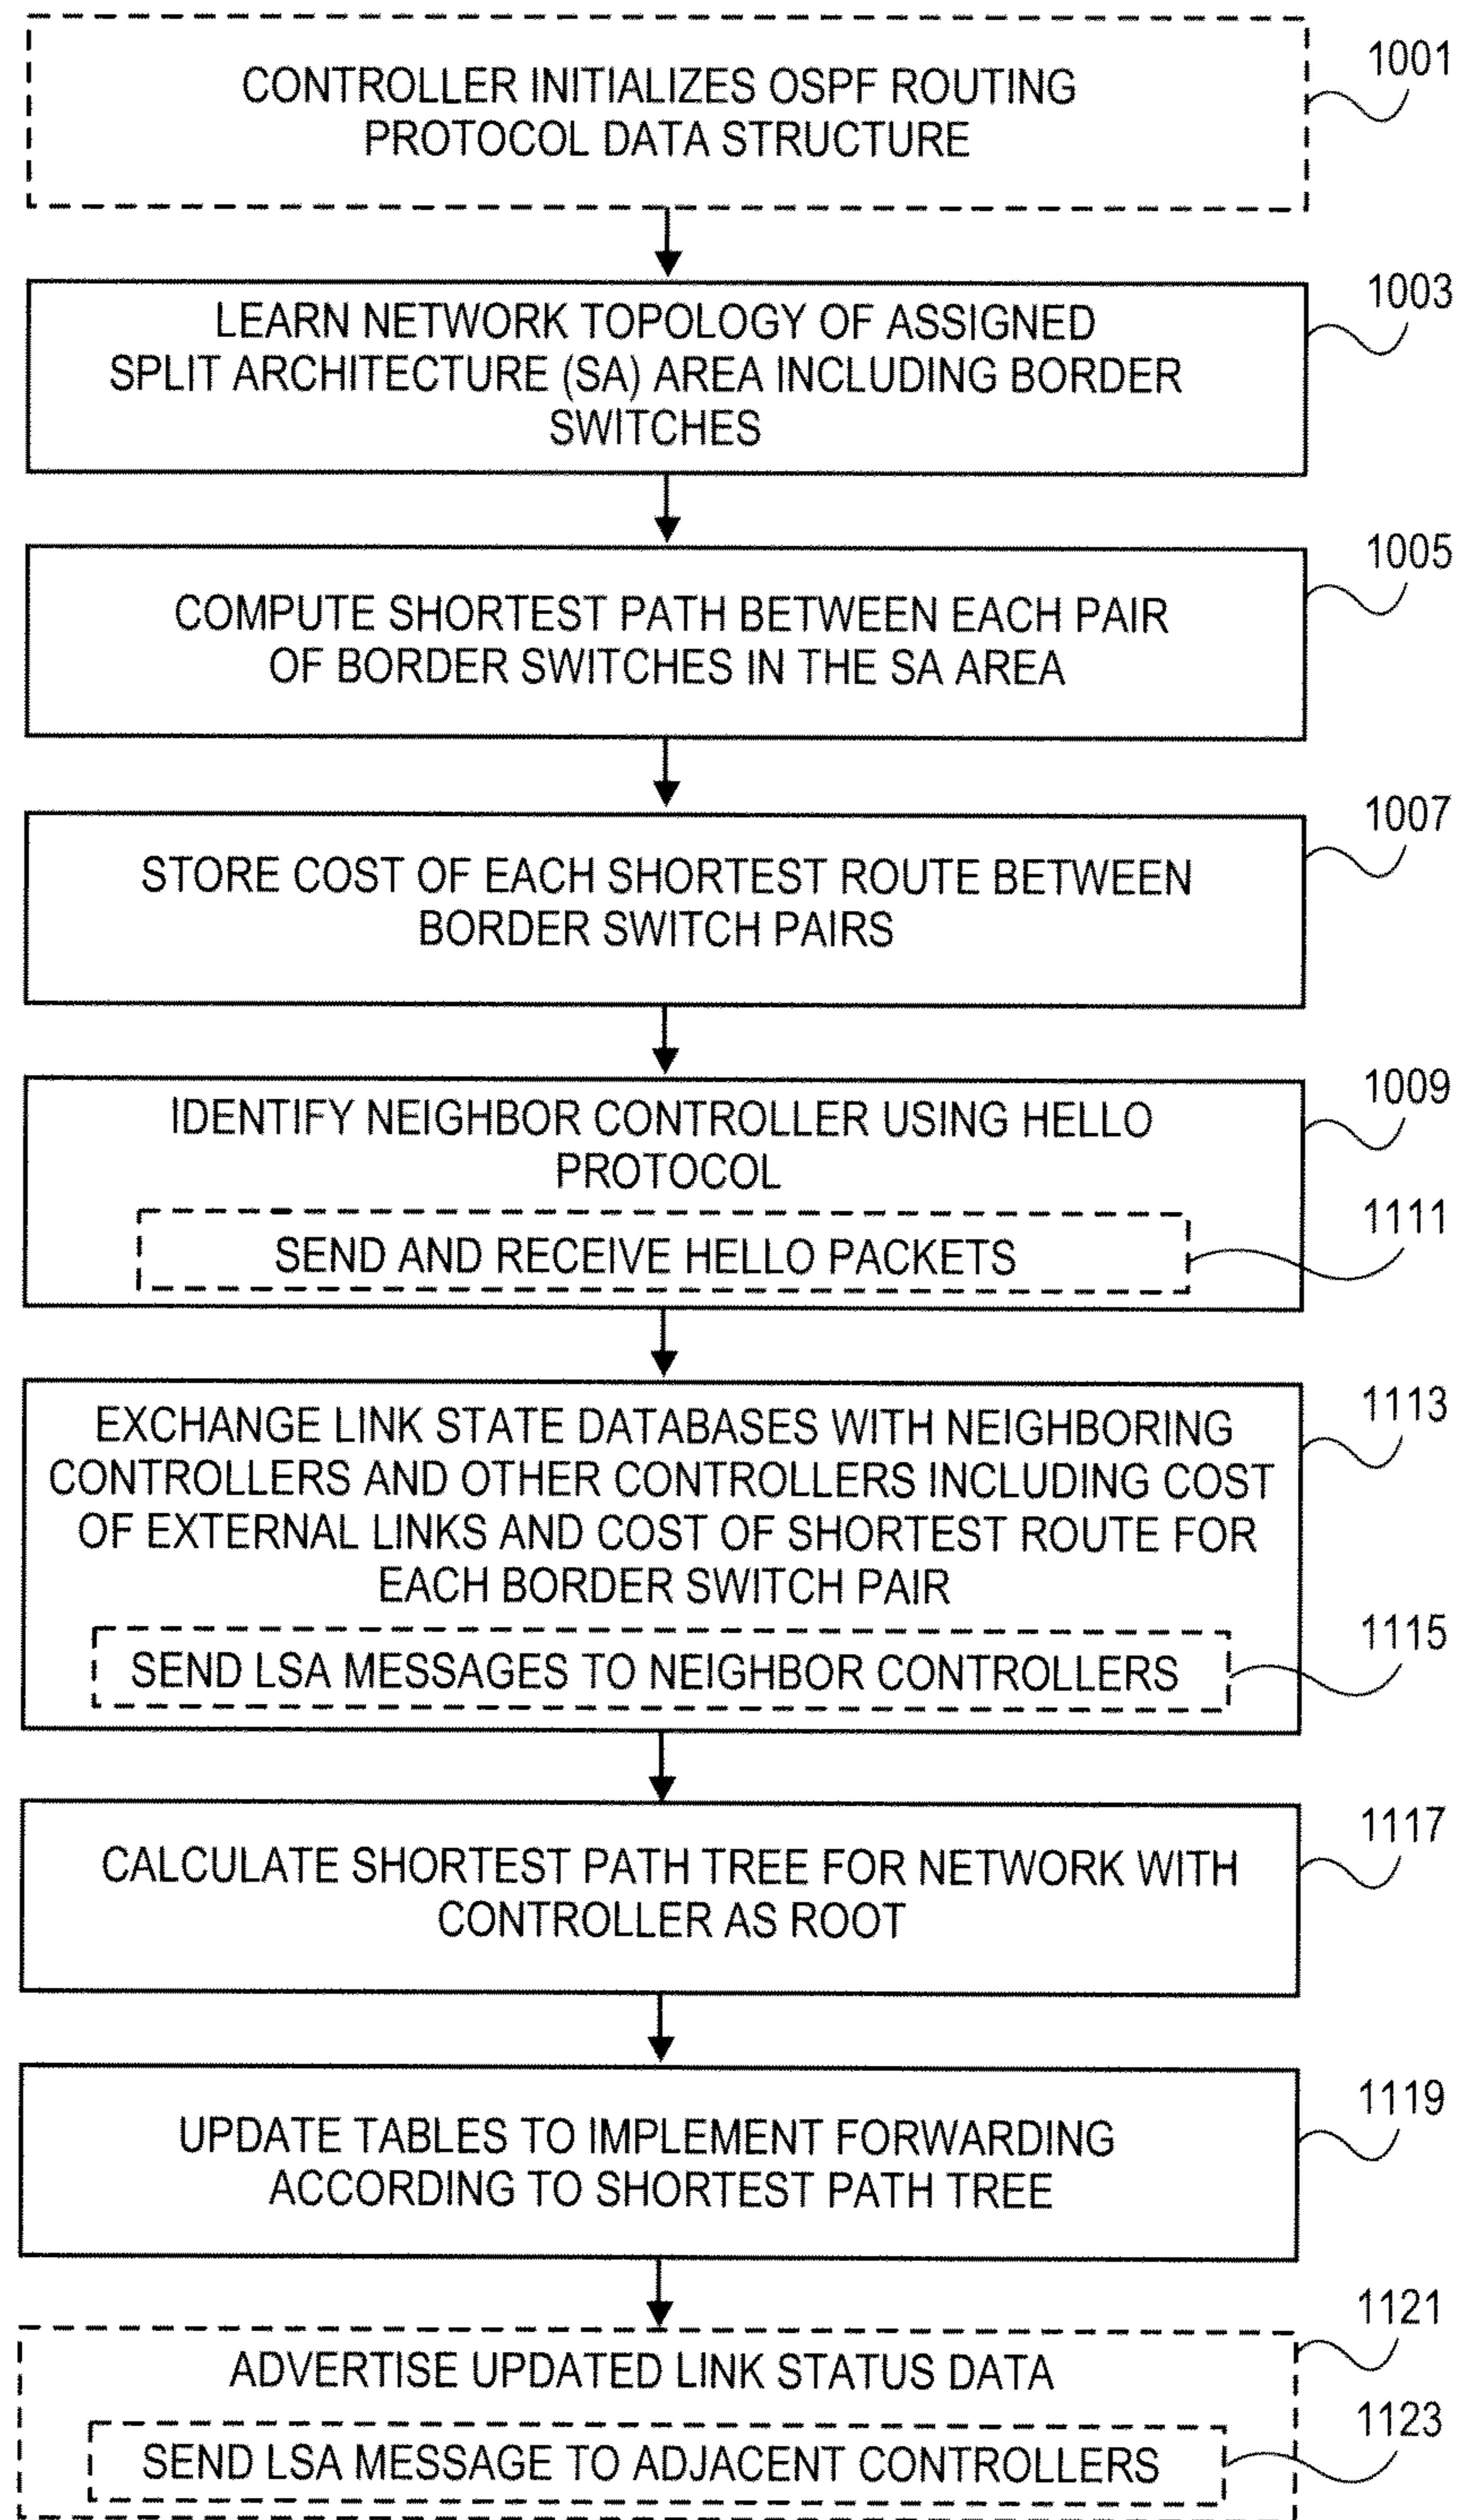 CONTROLLER INITIALIZES OSPF ROUTING
PROTOCOL DATA STRUCTURE
1001
LEARN NETWORK TOPOLOGY OF ASSIGNED
SPLIT ARCHITECTURE (SA) AREA INCLUDING BORDER
SWITCHES
1003
COMPUTE SHORTEST PATH BETWEEN EACH PAIR
OF BORDER SWITCHES IN THE SA AREA
1005
STORE COST OF EACH SHORTEST ROUTE BETWEEN
BORDER SWITCH PAIRS
1007
IDENTIFY NEIGHBOR CONTROLLER USING HELLO
PROTOCOL
1009
SEND AND RECEIVE HELLO PACKETS
1111
EXCHANGE LINK STATE DATABASES WITH NEIGHBORING
CONTROLLERS AND OTHER CONTROLLERS INCLUDING COST
OF EXTERNAL LINKS AND COST OF SHORTEST ROUTE FOR
EACH BORDER SWITCH PAIR
1113
SEND LSA MESSAGES TO NEIGHBOR CONTROLLERS
1115
CALCULATE SHORTEST PATH TREE FOR NETWORK WITH
CONTROLLER AS ROOT
1117
UPDATE TABLES TO IMPLEMENT FORWARDING
ACCORDING TO SHORTEST PATH TREE
1119
ADVERTISE UPDATED LINK STATUS DATA
1121
SEND LSA MESSAGE TO ADJACENT CONTROLLERS
1123